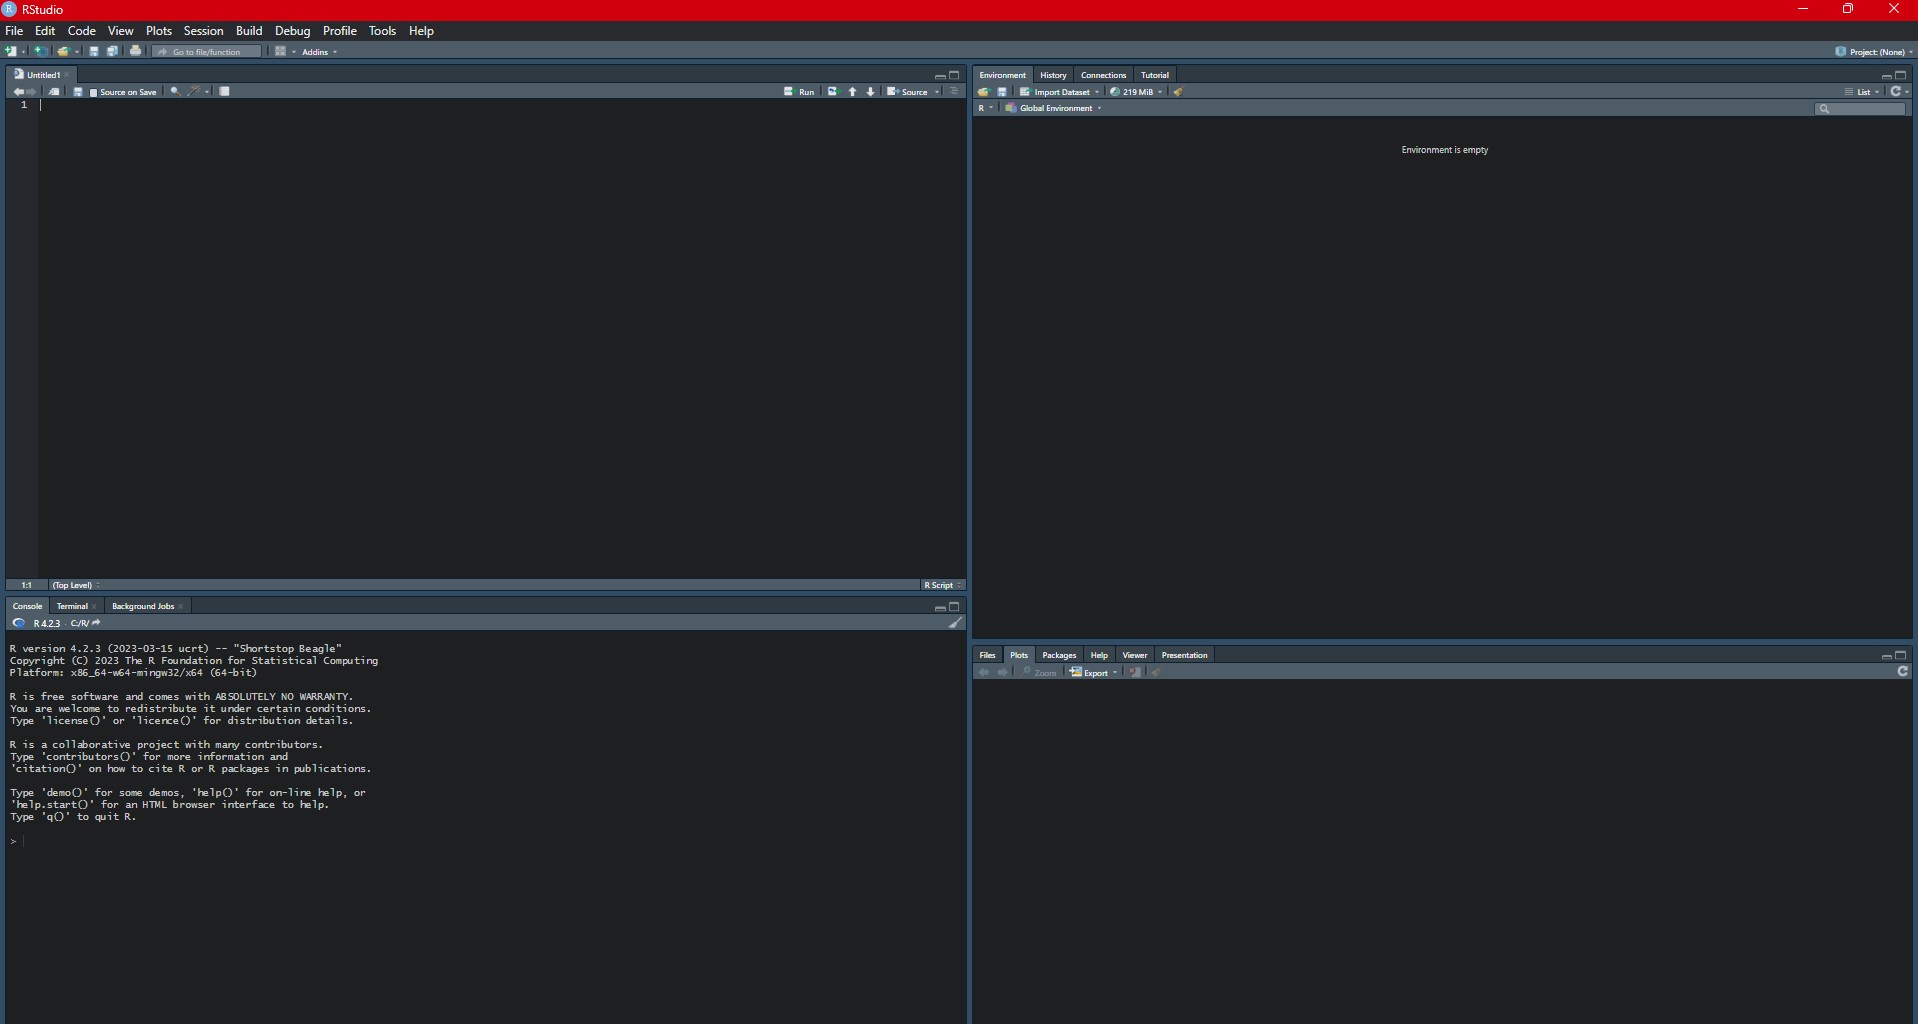 RStudio
File Edit Code View Plots Session Build Debug Profile Tools Help
Go to file/function Addins Project: (None)
Untitled1
Source on Save Run Source
1
1:1 (Top Level) R Script
Console Terminal Background Jobs
R 4.2.3 · C:/R/
R version 4.2.3 (2023-03-15 ucrt) -- "Shortstop Beagle"
Copyright (C) 2023 The R Foundation for Statistical Computing
Platform: x86_64-w64-mingw32/x64 (64-bit)
R is free software and comes with ABSOLUTELY NO WARRANTY.
You are welcome to redistribute it under certain conditions.
Type 'license()' or 'licence()' for distribution details.
R is a collaborative project with many contributors.
Type 'contributors()' for more information and
'citation()' on how to cite R or R packages in publications.
Type 'demo()' for some demos, 'help()' for on-line help, or
'help.start()' for an HTML browser interface to help.
Type 'q()' to quit R.
>
Environment History Connections Tutorial
Import Dataset 219 MiB List
R Global Environment
Environment is empty
Files Plots Packages Help Viewer Presentation
Zoom Export